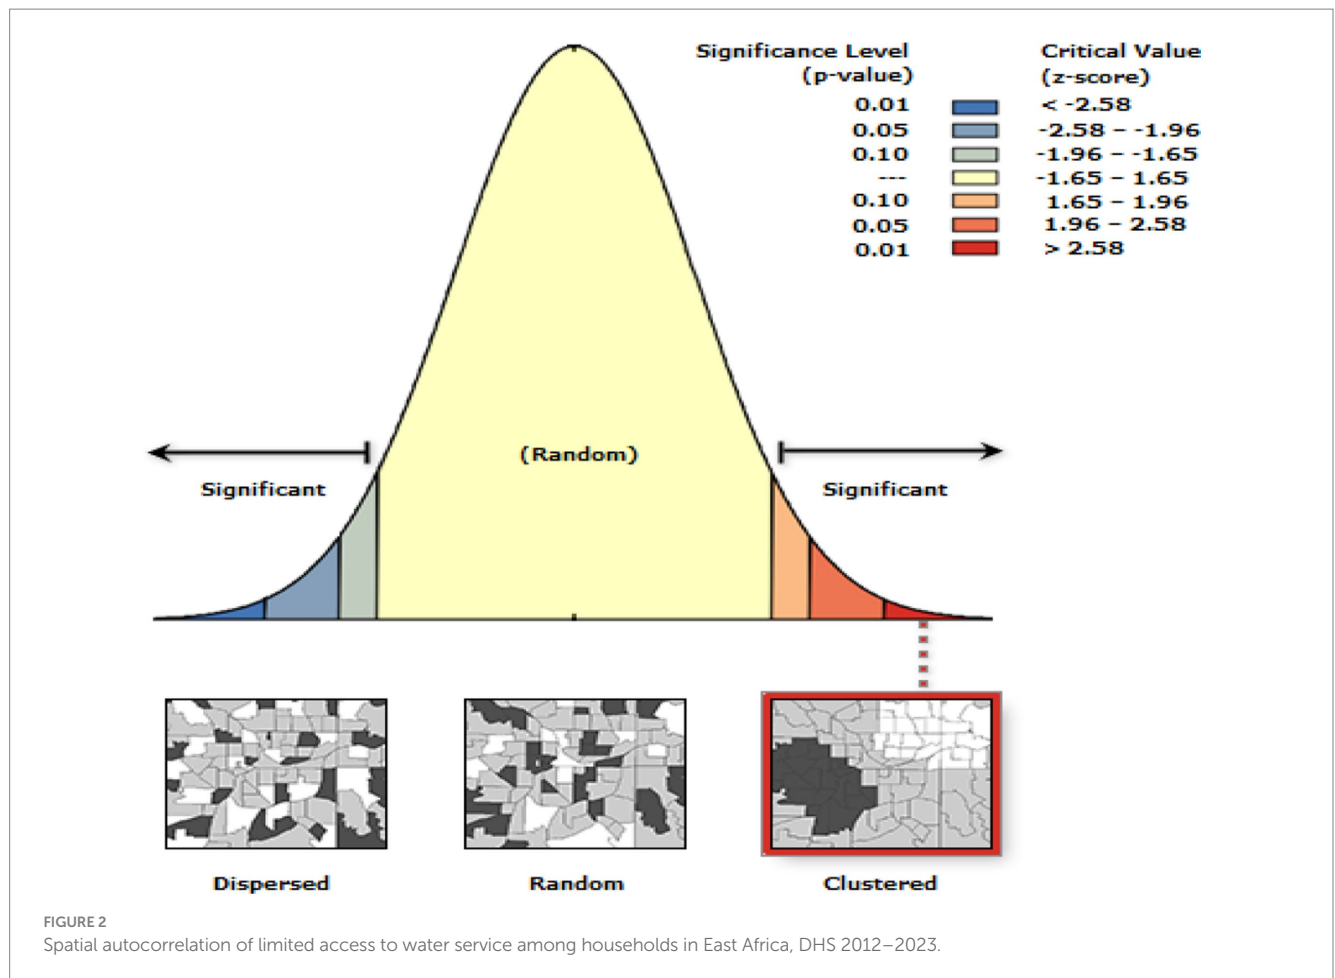 Significance Level Critical Value
(p-value) (z-score)
0.01 < -2.58
0.05 -2.58 – -1.96
0.10 -1.96 – -1.65
--- -1.65 – 1.65
0.10 1.65 – 1.96
0.05 1.96 – 2.58
0.01 > 2.58
(Random)
Significant Significant
Dispersed Random Clustered
FIGURE 2
Spatial autocorrelation of limited access to water service among households in East Africa, DHS 2012–2023.